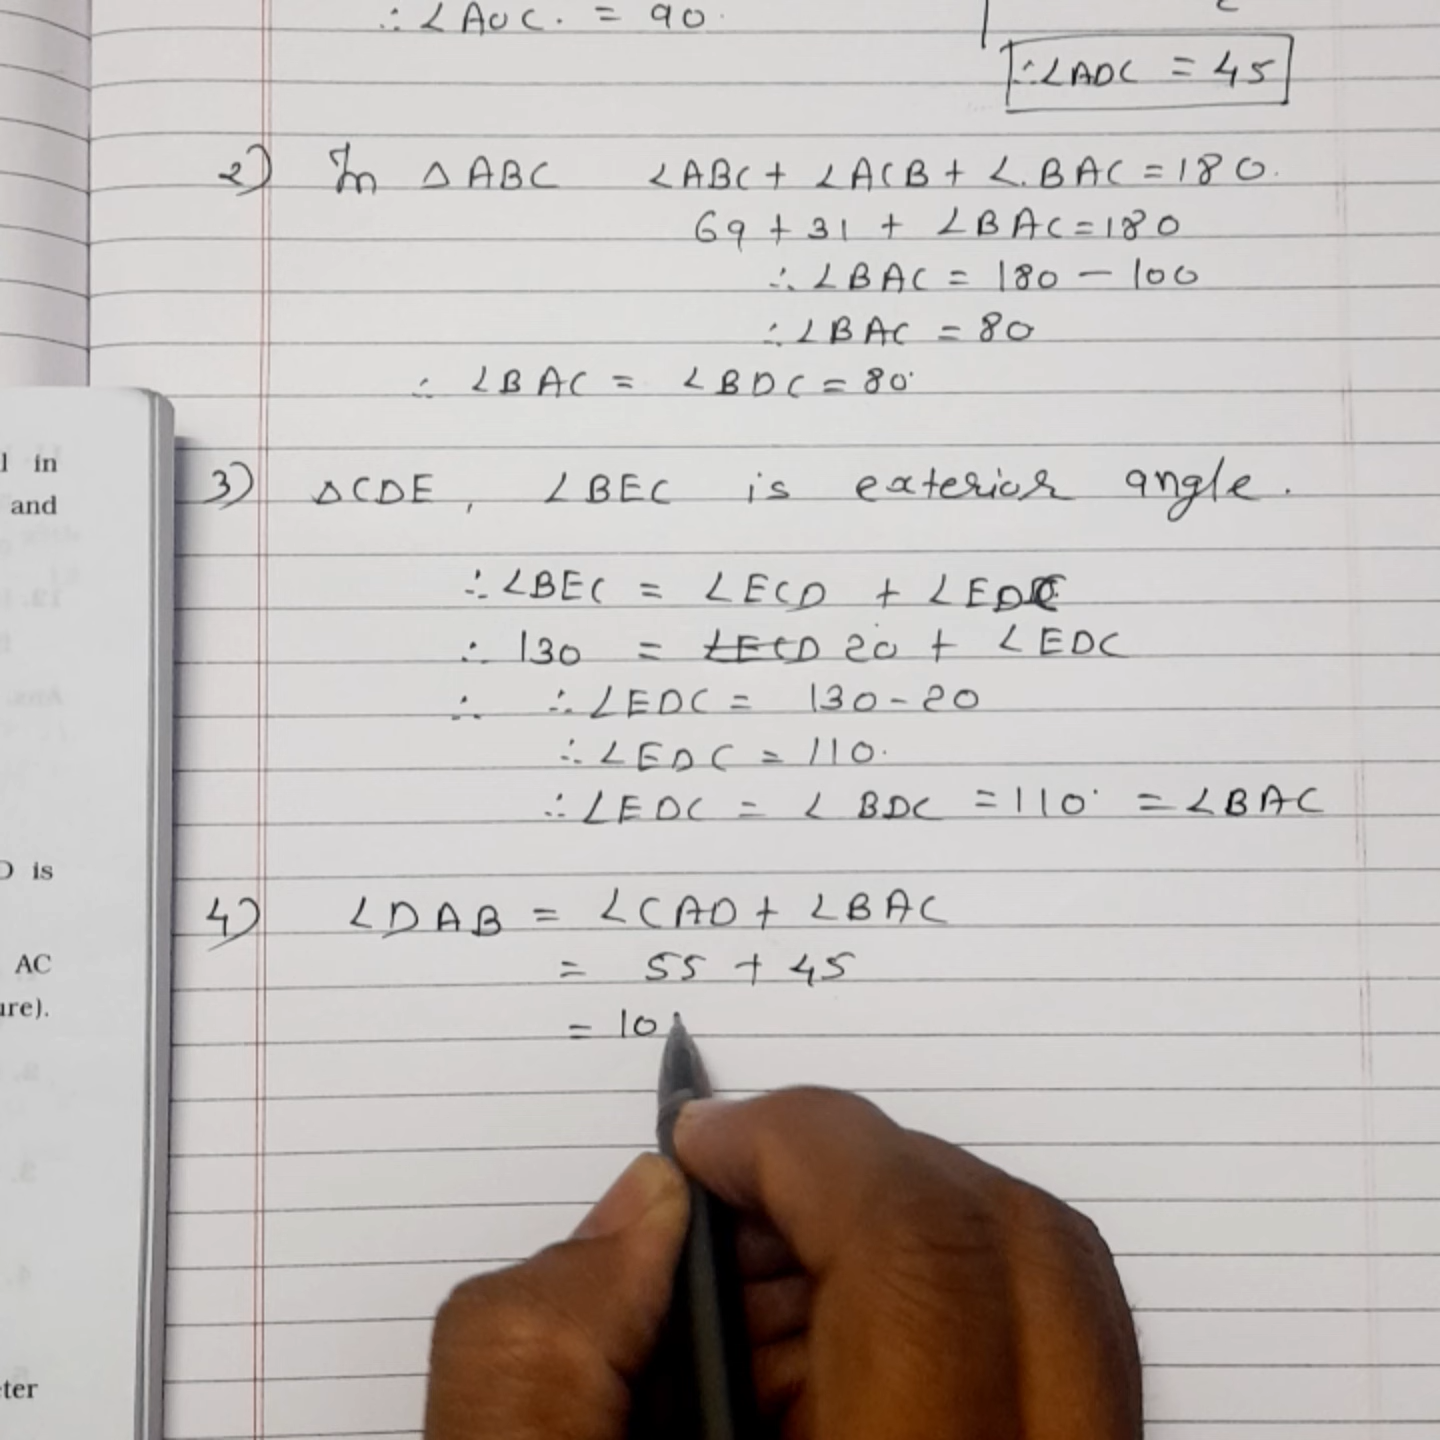 ∴ ∠AOC. = 90.
∴ ∠ADC = 45
2) In △ABC ∠ABC + ∠ACB + ∠.BAC = 180.
69 + 31 + ∠BAC = 180
∴ ∠BAC = 180 - 100
∴ ∠BAC = 80
∴ ∠BAC = ∠BDC = 80·
3) △CDE, ∠BEC is exterior angle.
∴ ∠BEC = ∠ECD + ∠EDC
∴ 130 = ∠ECD 20 + ∠EDC
∴ ∴ ∠EDC = 130 - 20
∴ ∠EDC = 110.
∴ ∠EDC = ∠BDC = 110· = ∠BAC
4) ∠DAB = ∠CAD + ∠BAC
= 55 + 45
= 10
l in
and
D is
AC
ure).
eter